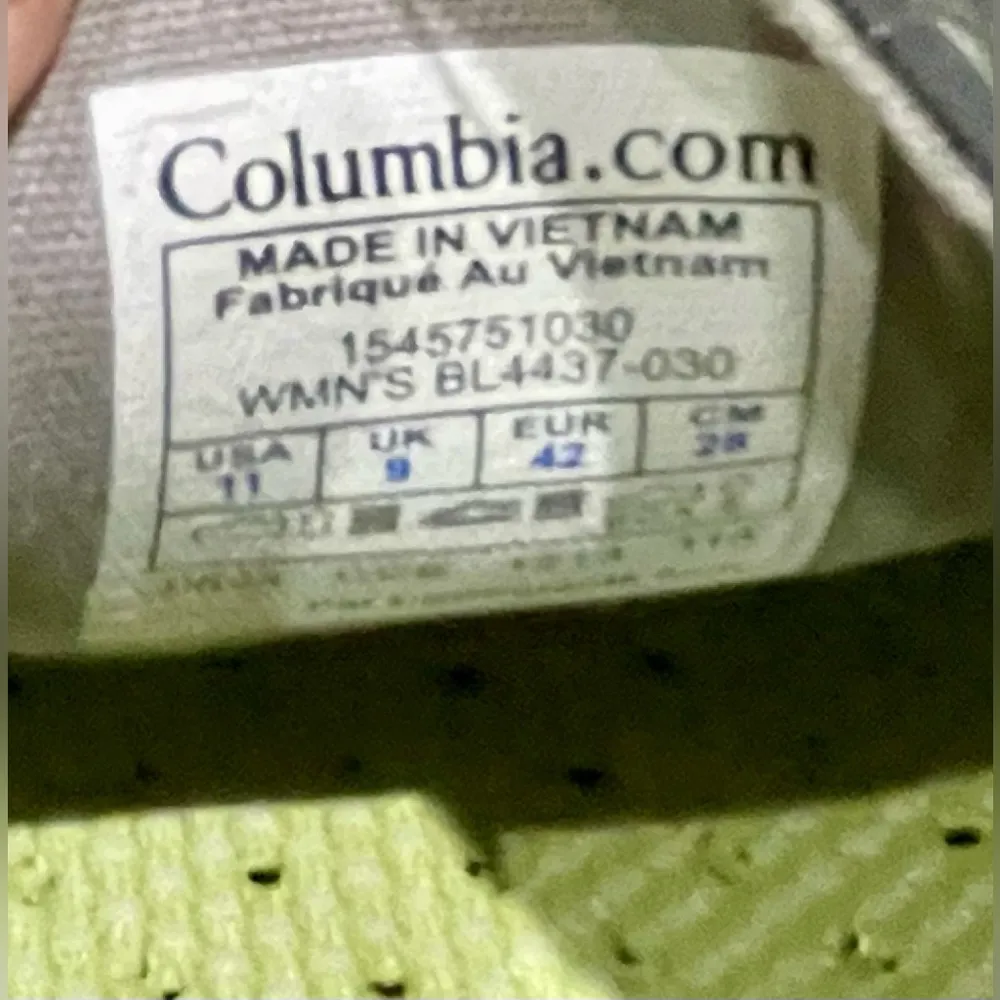 Columbia.com
MADE IN VIETNAM
Fabriqué Au Vietnam
1545751030
WMN'S BL4437-030
USA UK EUR CM
11 9 42 28